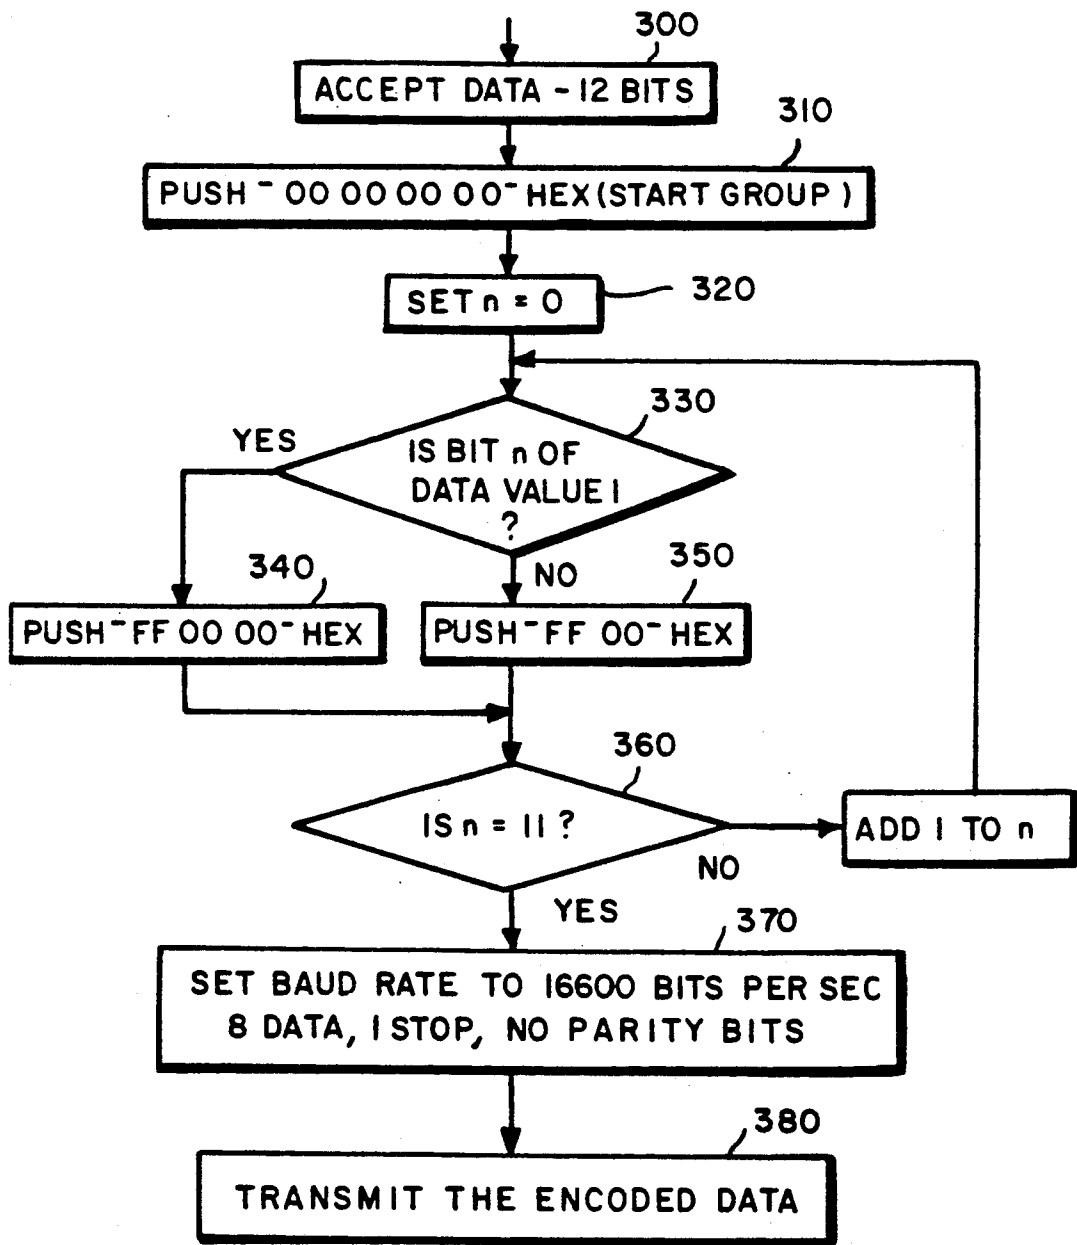 300
ACCEPT DATA - 12 BITS
310
PUSH - 00 00 00 00 - HEX (START GROUP)
SET n = 0
320
330
YES
IS BIT n OF
DATA VALUE 1
?
340
NO
350
PUSH - FF 00 00 - HEX
PUSH - FF 00 - HEX
360
IS n = 11 ?
ADD 1 TO n
NO
YES
370
SET BAUD RATE TO 16600 BITS PER SEC
8 DATA, 1 STOP, NO PARITY BITS
380
TRANSMIT THE ENCODED DATA